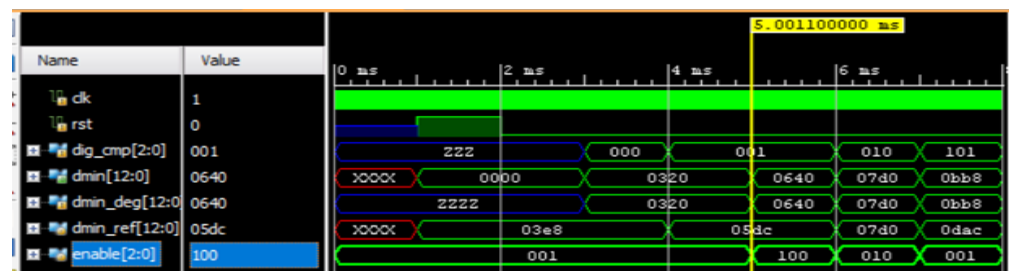 5.001100000 ms
Name Value
0 ms 2 ms 4 ms 6 ms
clk 1
rst 0
dig_cmp[2:0] 001 ZZZ 000 001 010 101
dmin[12:0] 0640 XXXX 0000 0320 0640 07d0 0bb8
dmin_deg[12:0 0640 ZZZZ 0320 0640 07d0 0bb8
dmin_ref[12:0] 05dc XXXX 03e8 05dc 07d0 0dac
enable[2:0] 100 001 100 010 001